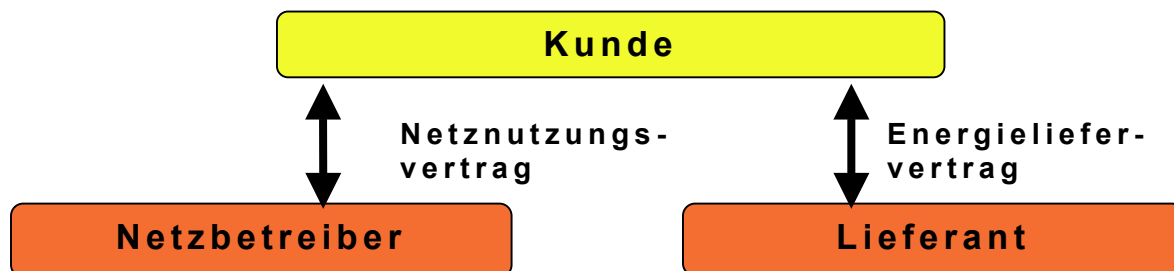 Kunde
Netznutzungs-
vertrag
Energieliefer-
vertrag
Netzbetreiber
Lieferant